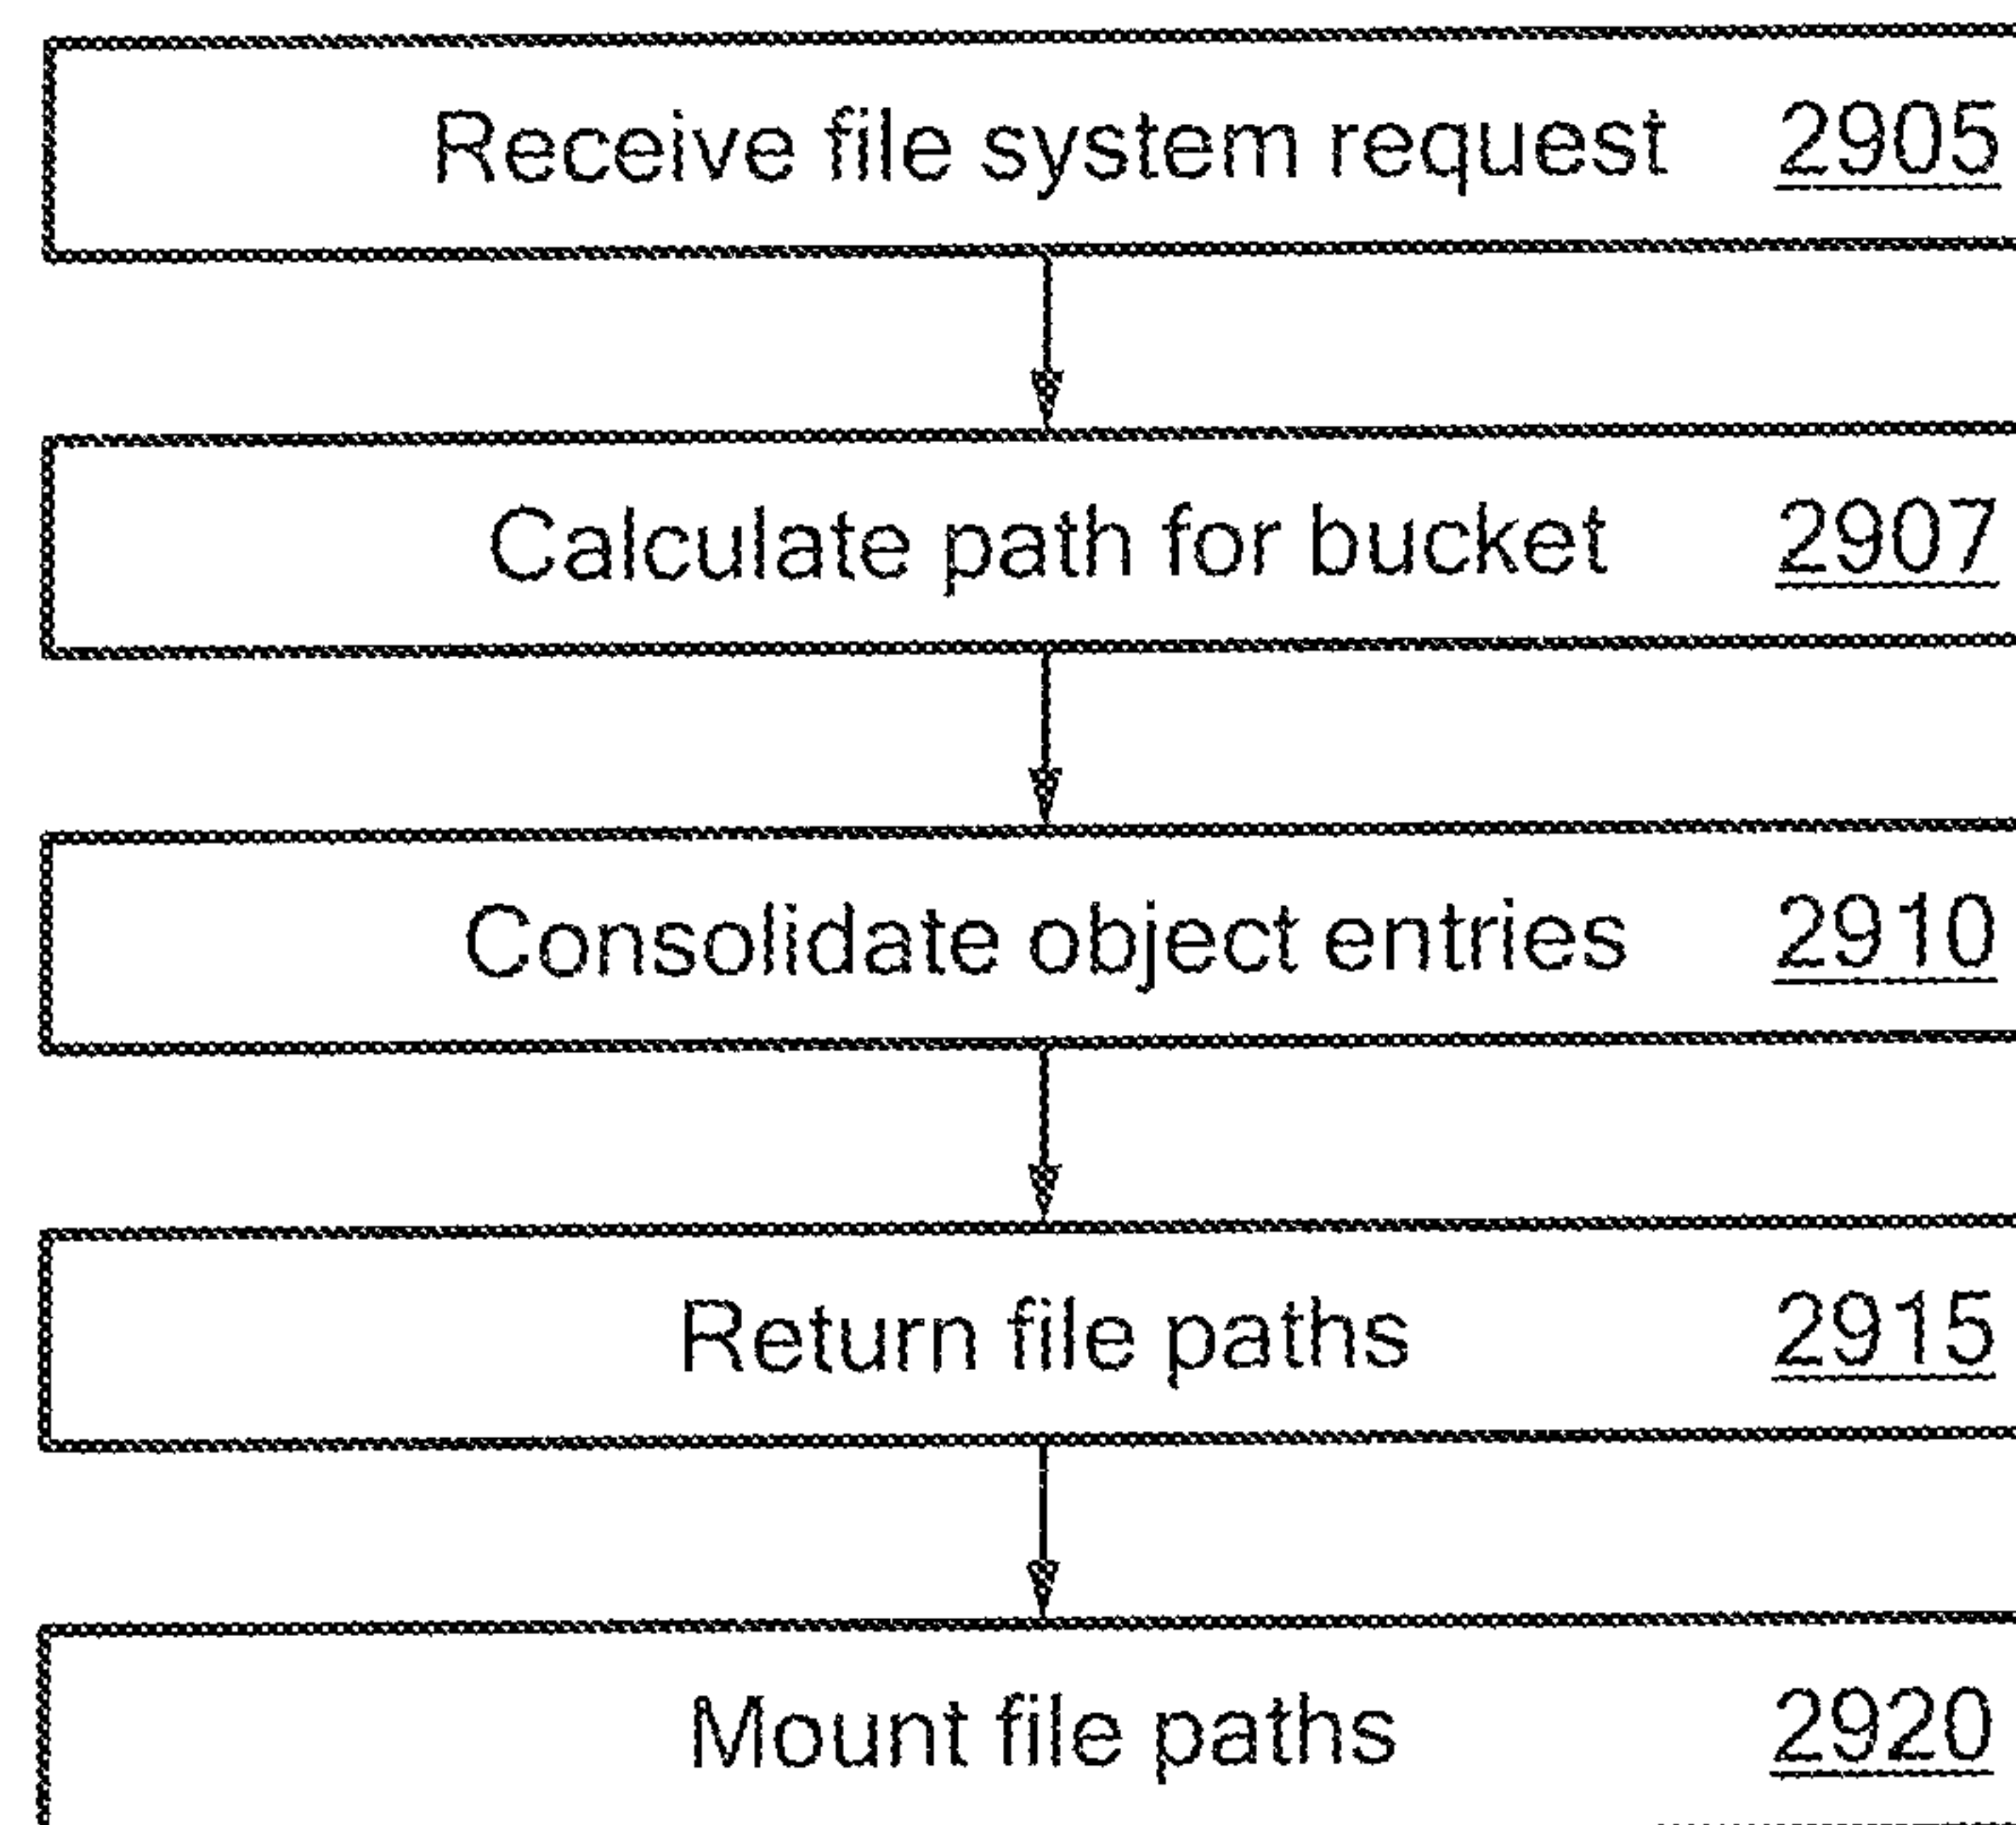 Receive file system request 2905
Calculate path for bucket 2907
Consolidate object entries 2910
Return file paths 2915
Mount file paths 2920